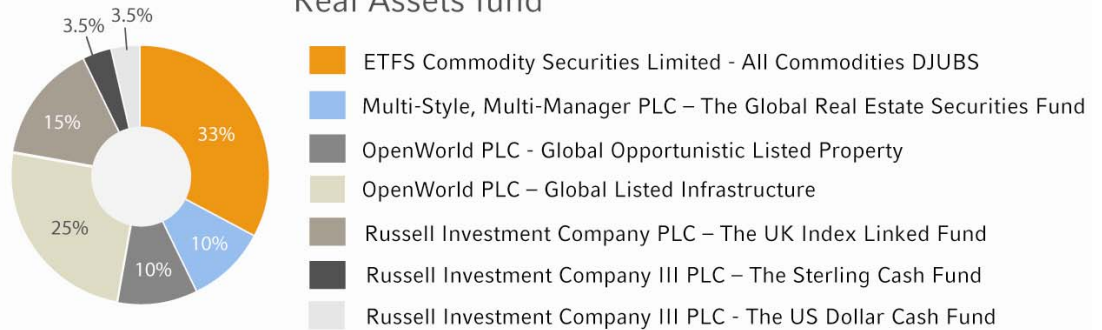 Real Assets fund
3.5%
3.5%
33%
10%
10%
25%
15%
ETFS Commodity Securities Limited - All Commodities DJUBS
Multi-Style, Multi-Manager PLC – The Global Real Estate Securities Fund
OpenWorld PLC - Global Opportunistic Listed Property
OpenWorld PLC – Global Listed Infrastructure
Russell Investment Company PLC – The UK Index Linked Fund
Russell Investment Company III PLC – The Sterling Cash Fund
Russell Investment Company III PLC - The US Dollar Cash Fund